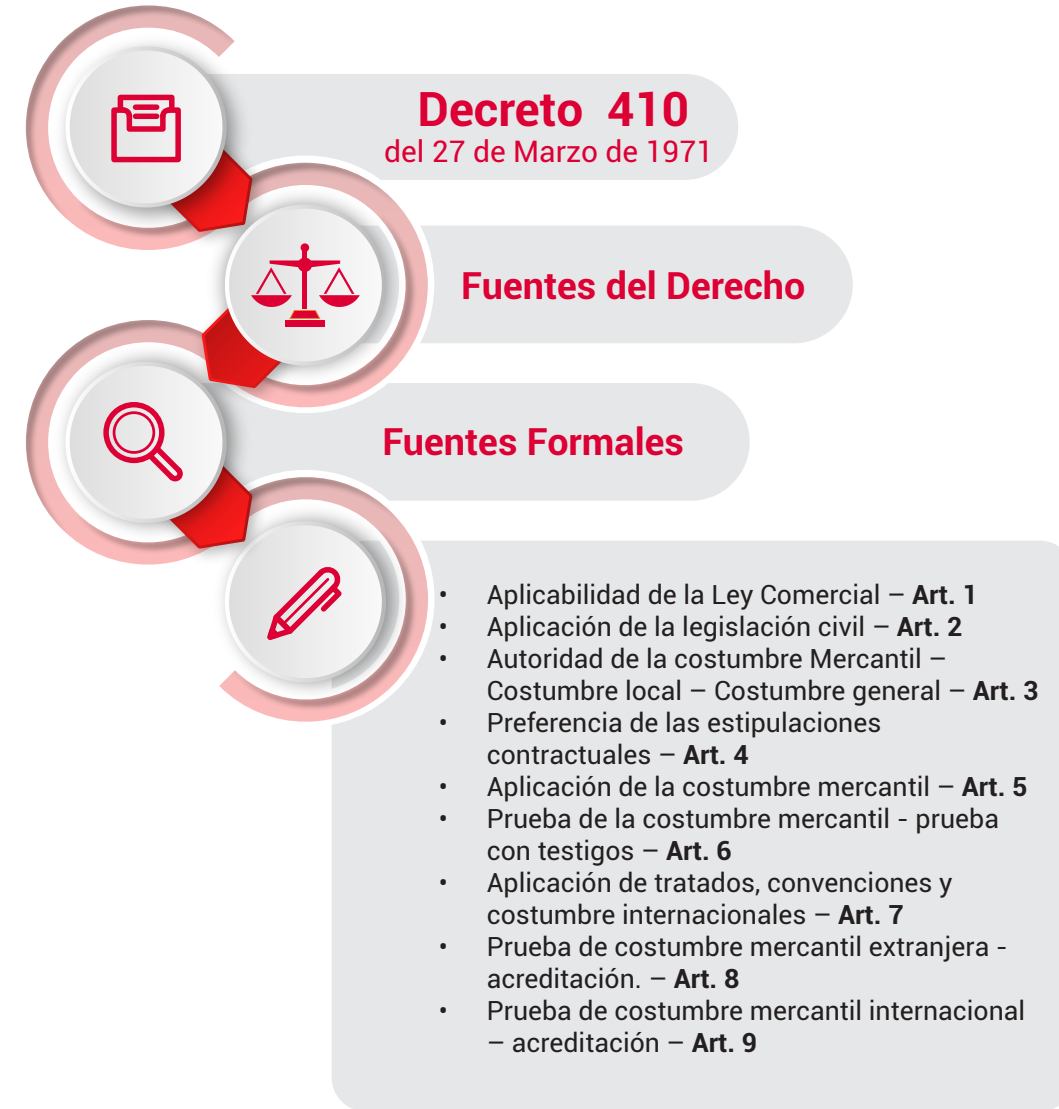 Decreto 410
del 27 de Marzo de 1971
Fuentes del Derecho
Fuentes Formales
• Aplicabilidad de la Ley Comercial – Art. 1
• Aplicación de la legislación civil – Art. 2
• Autoridad de la costumbre Mercantil –
Costumbre local – Costumbre general – Art. 3
• Preferencia de las estipulaciones
contractuales – Art. 4
• Aplicación de la costumbre mercantil – Art. 5
• Prueba de la costumbre mercantil - prueba
con testigos – Art. 6
• Aplicación de tratados, convenciones y
costumbre internacionales – Art. 7
• Prueba de costumbre mercantil extranjera -
acreditación. – Art. 8
• Prueba de costumbre mercantil internacional
– acreditación – Art. 9